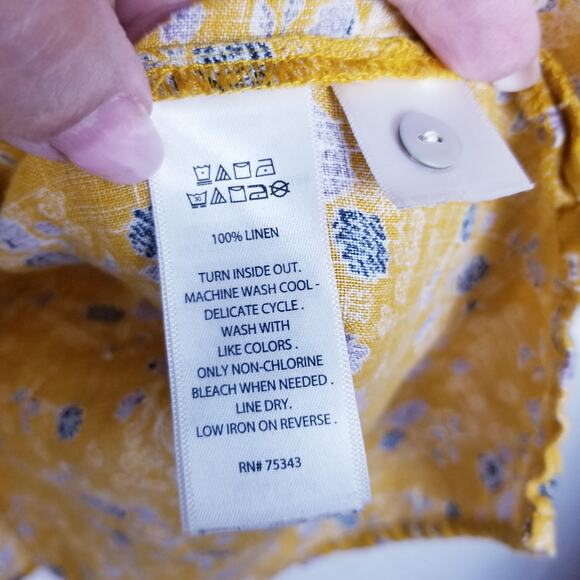 100% LINEN
TURN INSIDE OUT.
MACHINE WASH COOL -
DELICATE CYCLE .
WASH WITH
LIKE COLORS .
ONLY NON-CHLORINE
BLEACH WHEN NEEDED .
LINE DRY.
LOW IRON ON REVERSE .
RN# 75343